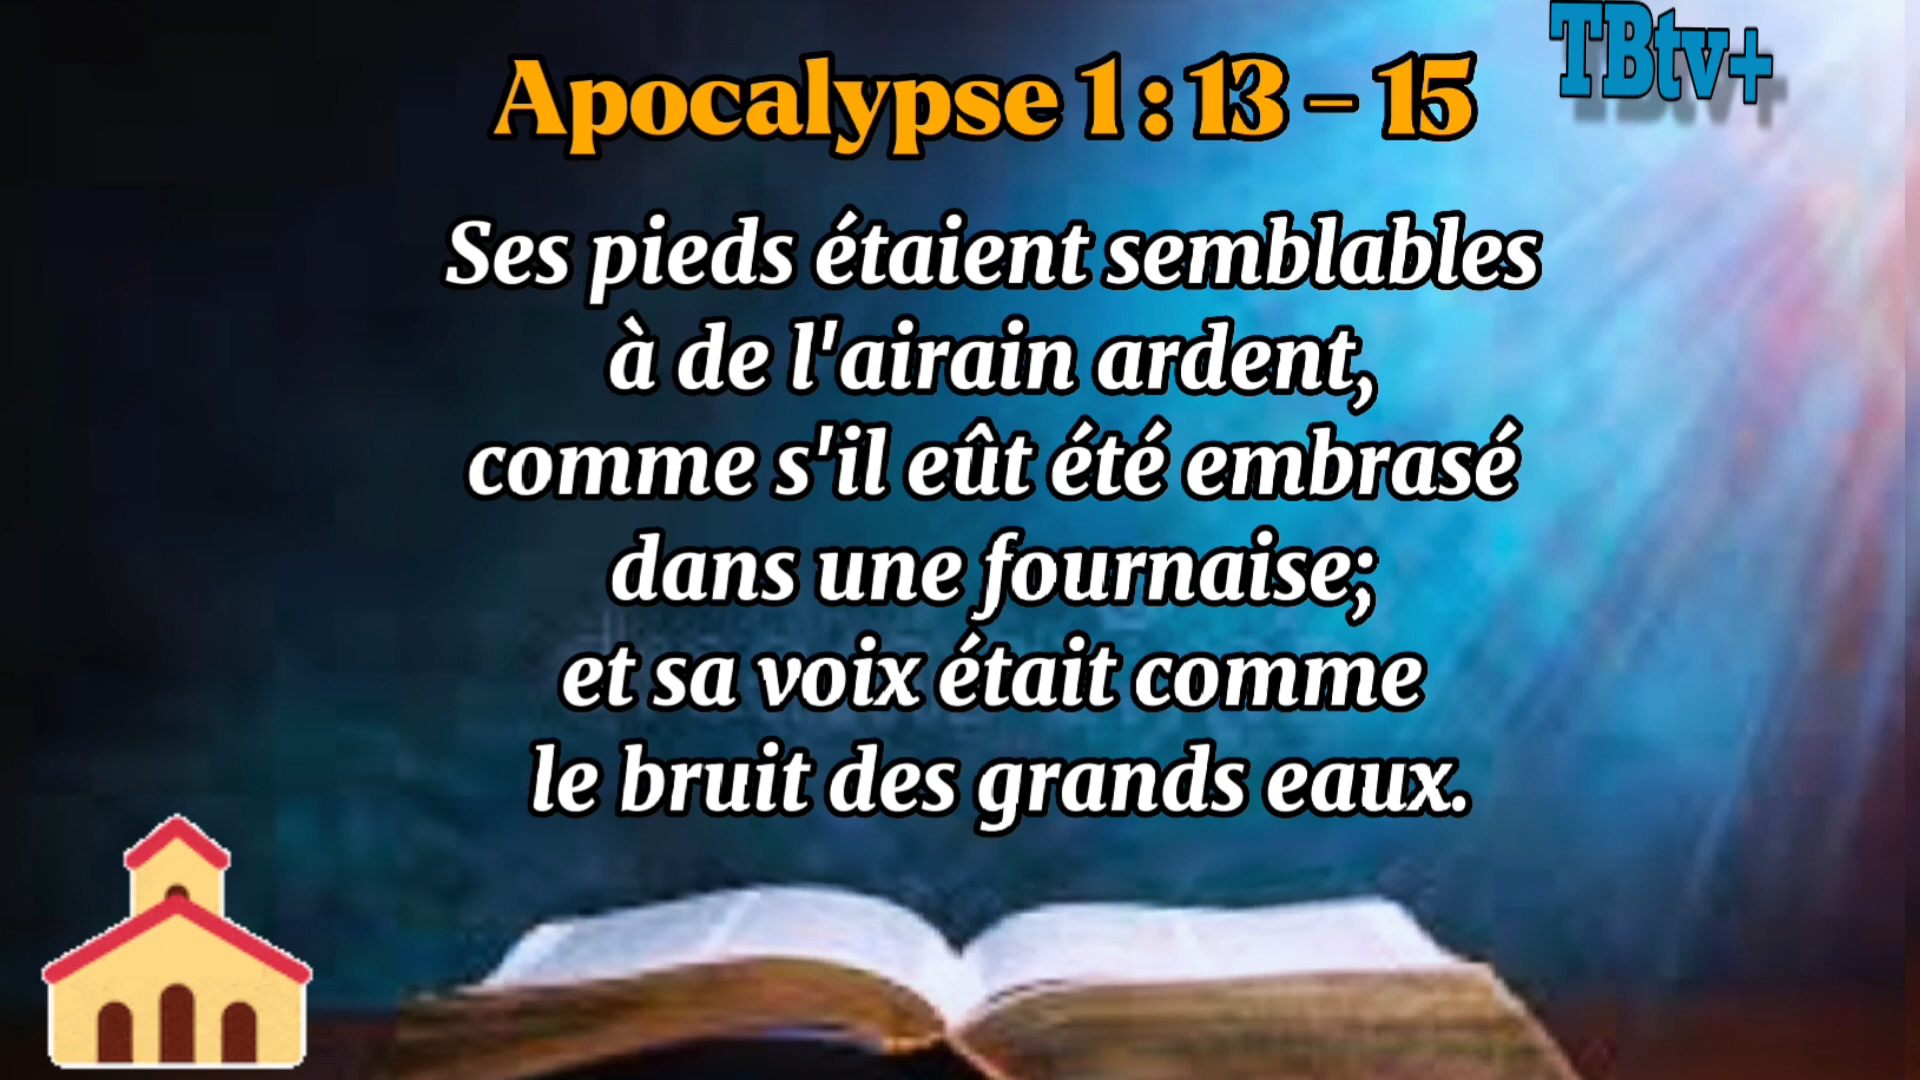 TBtv+
Apocalypse 1 : 13 – 15
Ses pieds étaient semblables
à de l'airain ardent,
comme s'il eût été embrasé
dans une fournaise;
et sa voix était comme
le bruit des grands eaux.